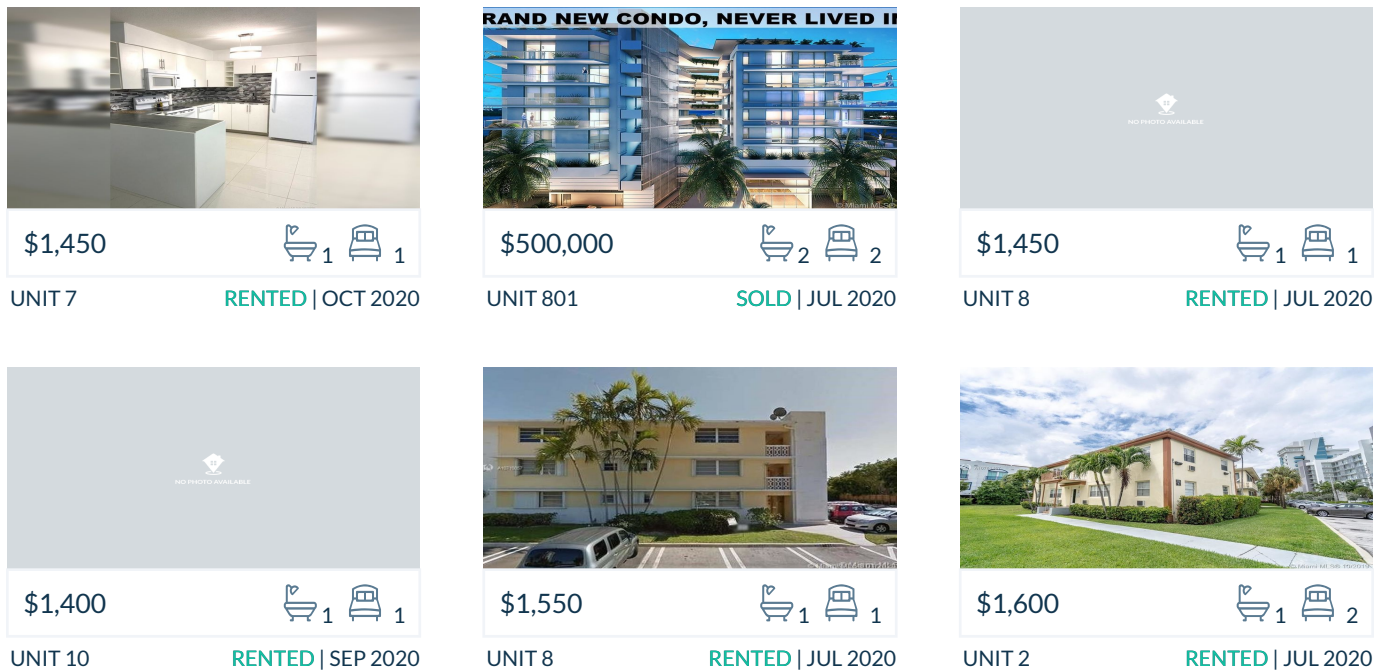 RAND NEW CONDO, NEVER LIVED I
NO PHOTO AVAILABLE
$1,450 1 1
$500,000 2 2
$1,450 1 1
UNIT 7 RENTED | OCT 2020
UNIT 801 SOLD | JUL 2020
UNIT 8 RENTED | JUL 2020
NO PHOTO AVAILABLE
$1,400 1 1
$1,550 1 1
$1,600 1 2
UNIT 10 RENTED | SEP 2020
UNIT 8 RENTED | JUL 2020
UNIT 2 RENTED | JUL 2020